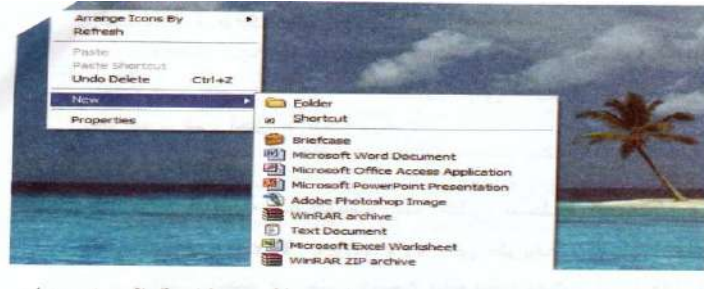 Arrange Icons By
Refresh
Paste
Paste Shortcut
Undo Delete Ctrl+Z
New
Properties
Folder
Shortcut
Briefcase
Microsoft Word Document
Microsoft Office Access Application
Microsoft PowerPoint Presentation
Adobe Photoshop Image
WinRAR archive
Text Document
Microsoft Excel Worksheet
WinRAR ZIP archive